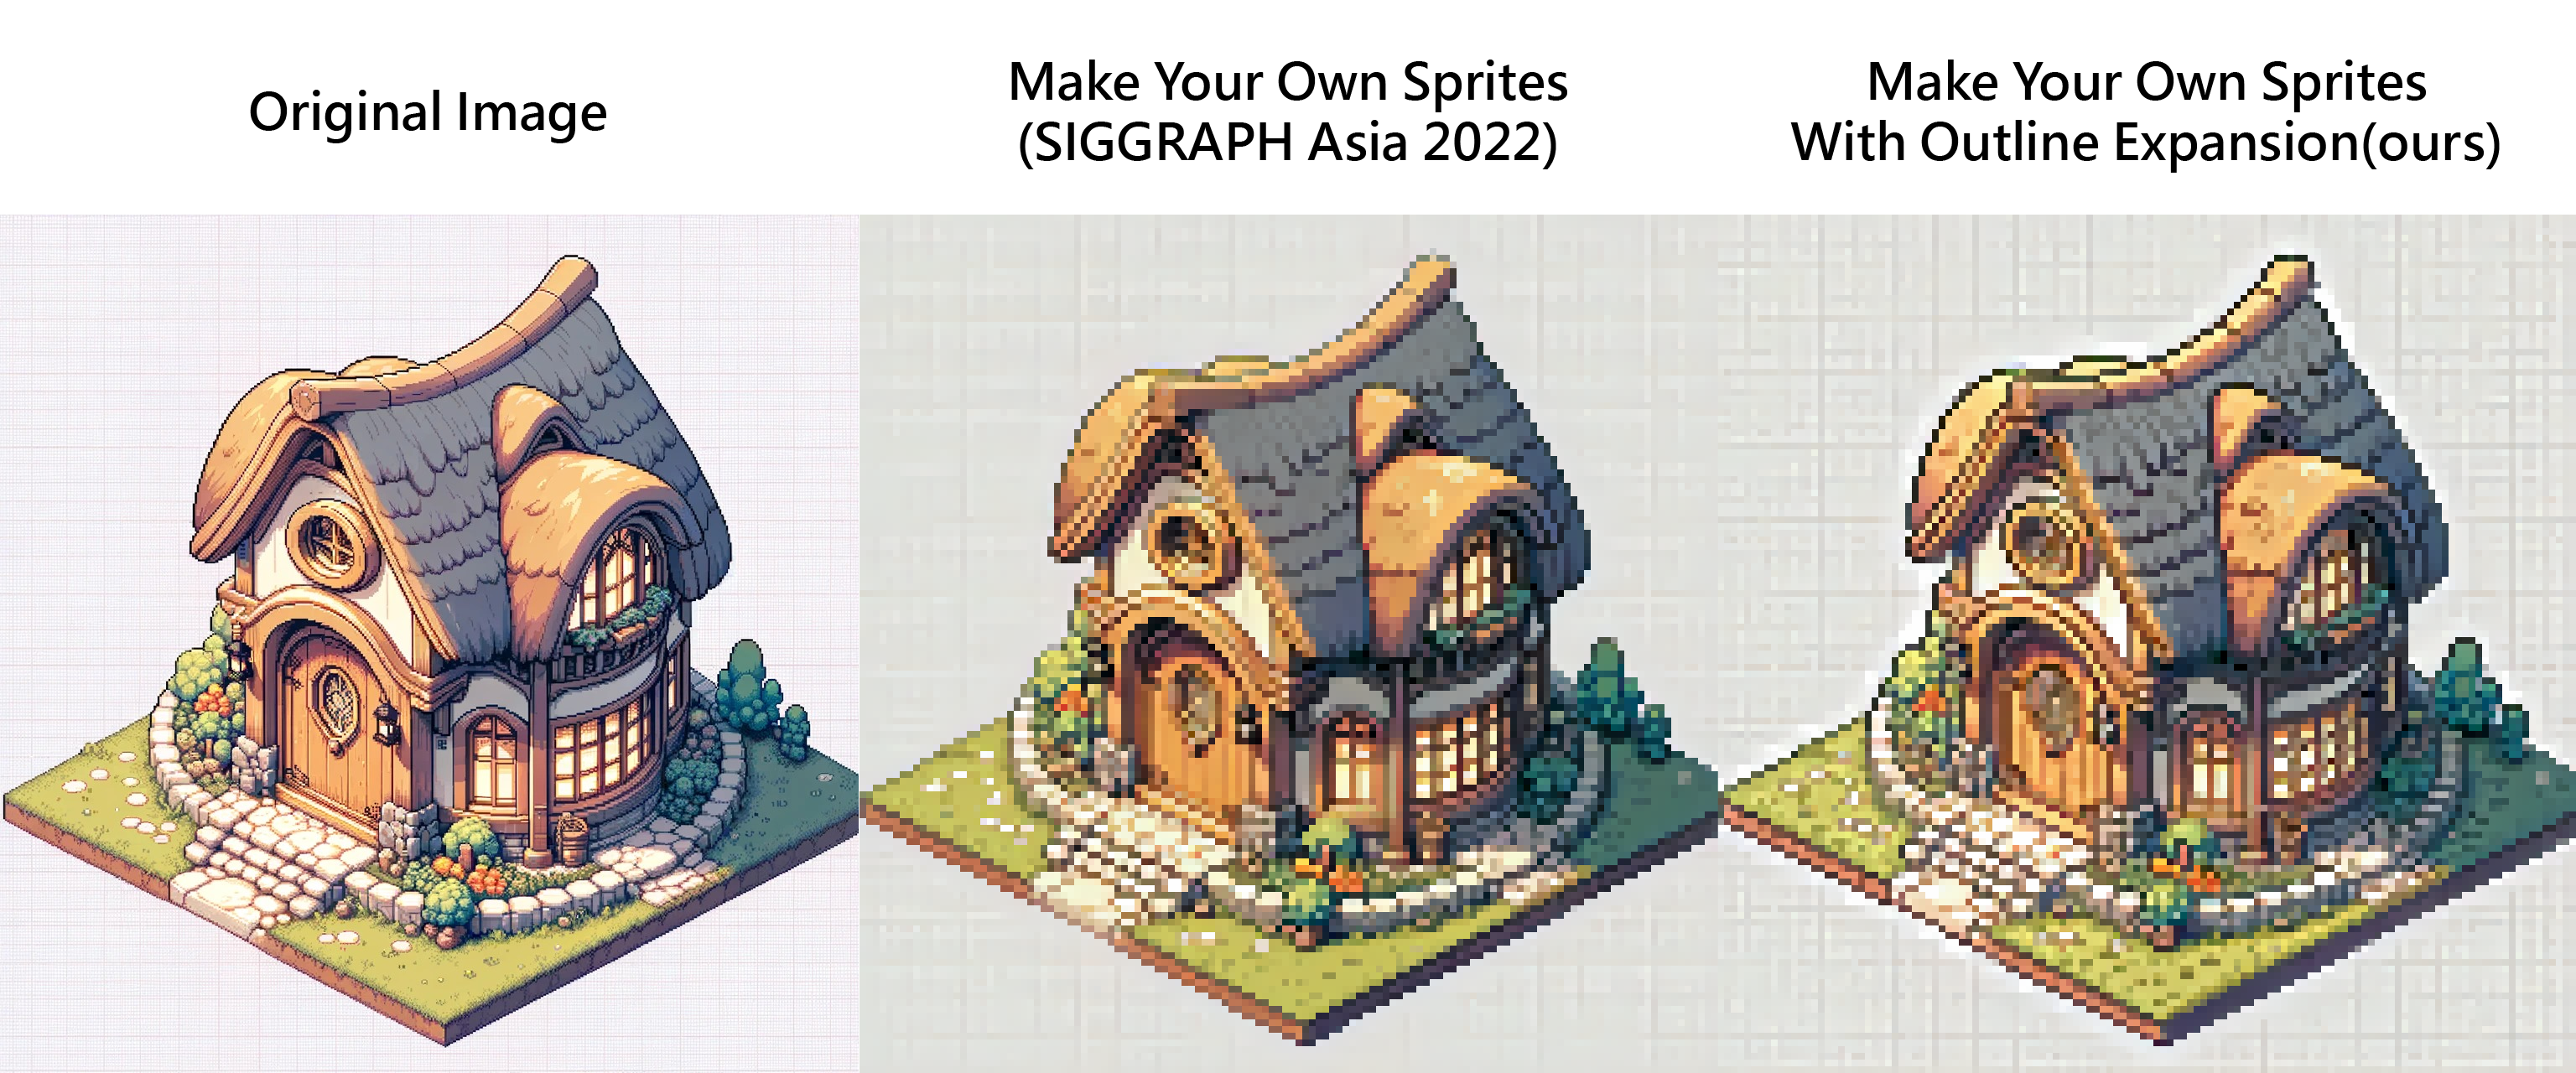 Original Image
Make Your Own Sprites
(SIGGRAPH Asia 2022)
Make Your Own Sprites
With Outline Expansion(ours)